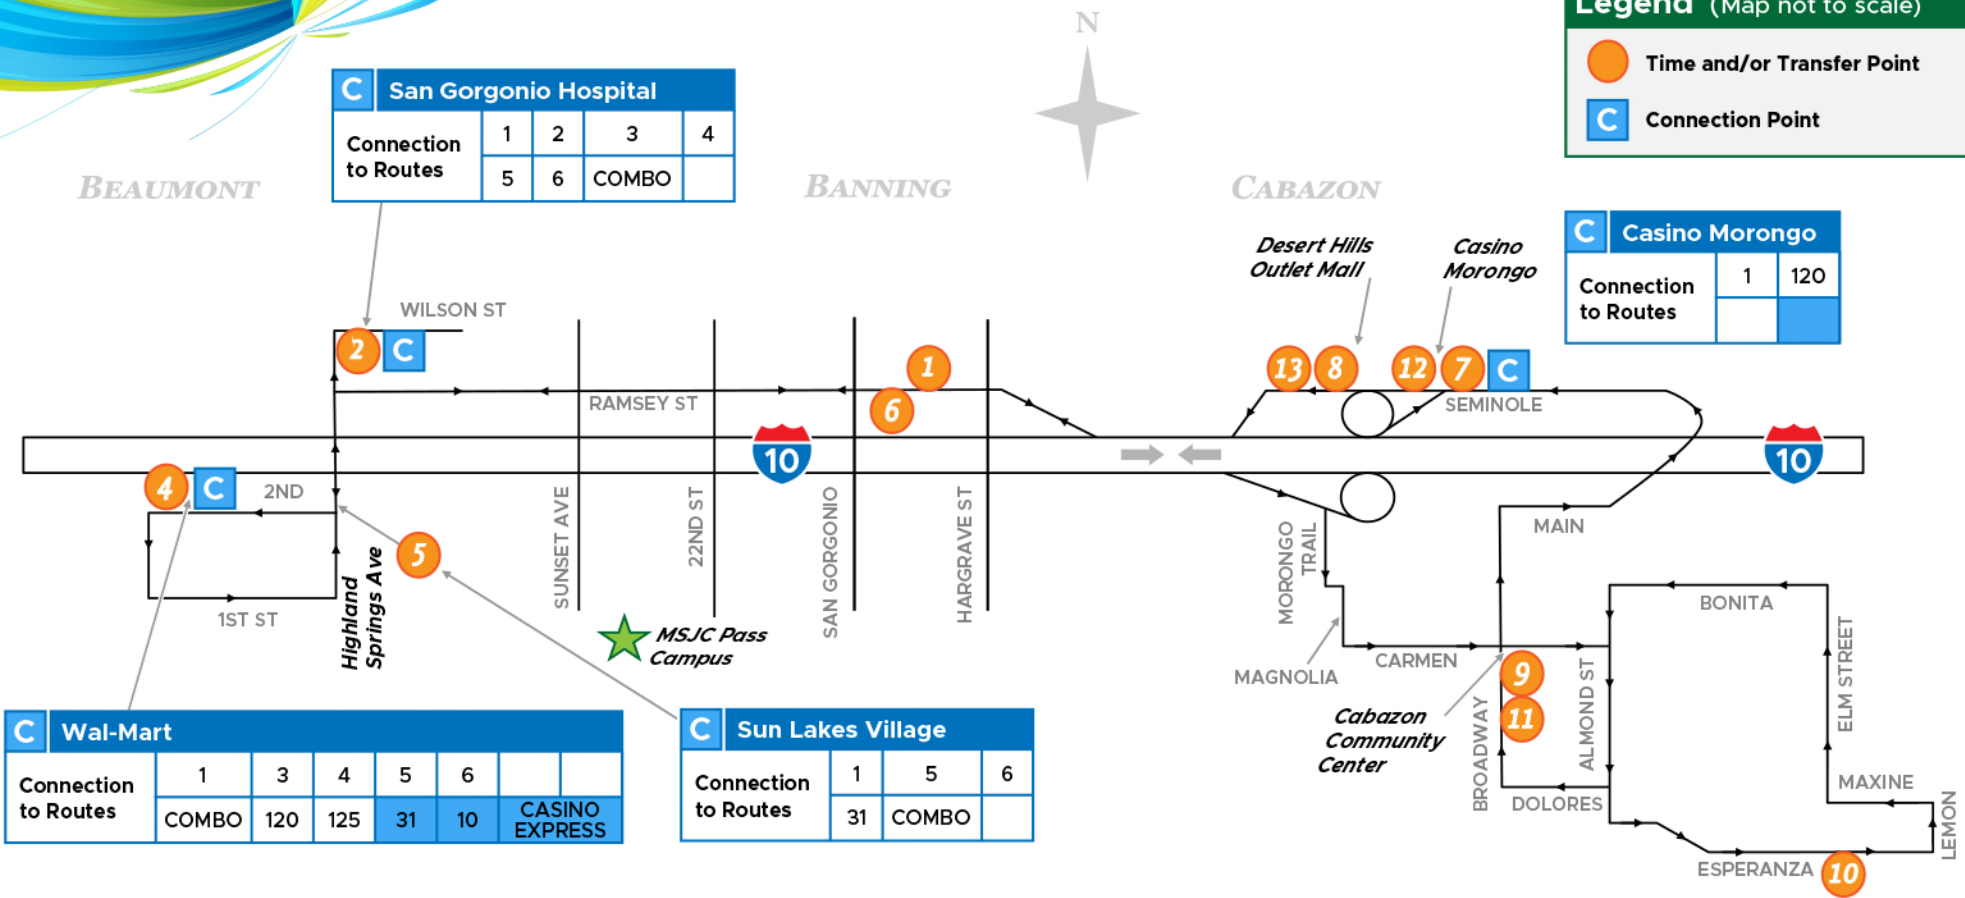 Legend (Map not to scale)
Time and/or Transfer Point
C Connection Point
N
C San Gorgonio Hospital
Connection to Routes
1 2 3 4
5 6 COMBO
BEAUMONT
BANNING
CABAZON
C Casino Morongo
Connection to Routes
1 120
Desert Hills
Outlet Mall
Casino
Morongo
WILSON ST
2 C
1
6
13 8 12 7 C
RAMSEY ST
SEMINOLE
10
10
4 C 2ND
5
1ST ST
Highland
Springs Ave
SUNSET AVE
22ND ST
SAN GORGONIO
HARGRAVE ST
MSJC Pass
Campus
MORONGO
TRAIL
MAIN
MAGNOLIA
CARMEN
BONITA
9
11
Cabazon
Community
Center
BROADWAY
ALMOND ST
ELM STREET
DOLORES
MAXINE
LEMON
ESPERANZA
10
C Wal-Mart
Connection to Routes
1 3 4 5 6
COMBO 120 125 31 10 CASINO EXPRESS
C Sun Lakes Village
Connection to Routes
1 5 6
31 COMBO